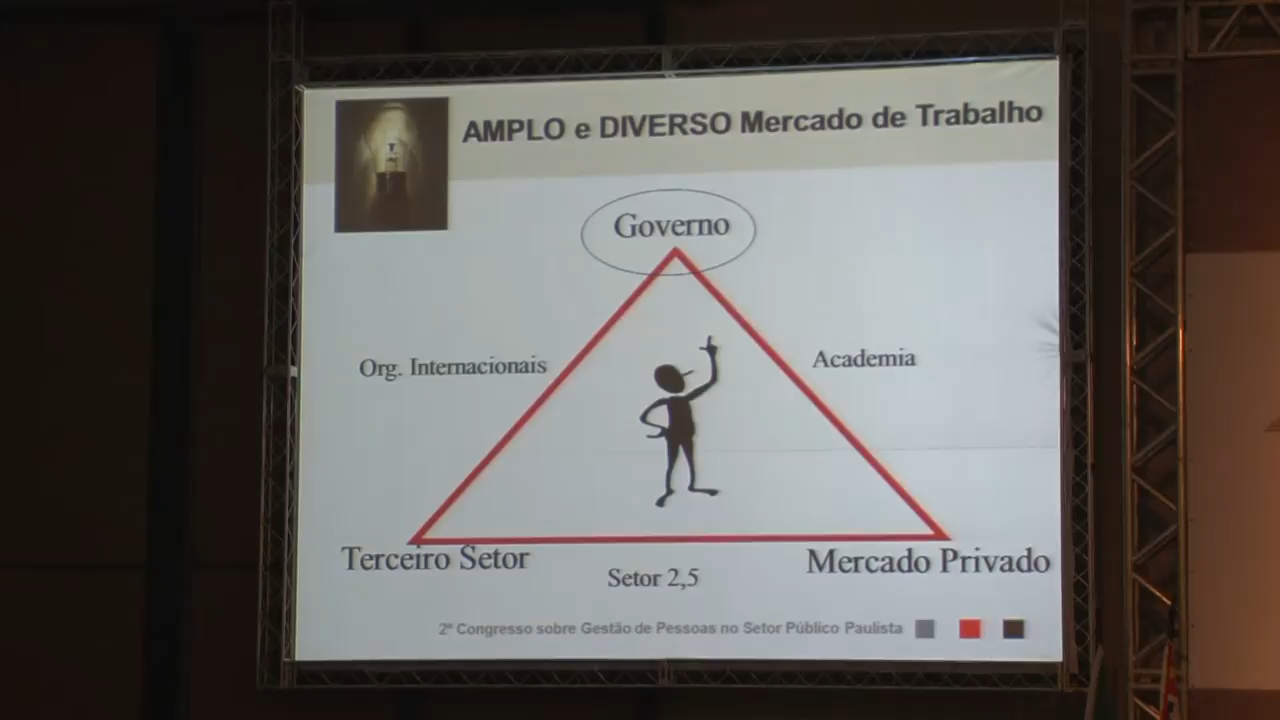 AMPLO e DIVERSO Mercado de Trabalho
Governo
Org. Internacionais
Academia
Terceiro Setor
Mercado Privado
Setor 2,5
2º Congresso sobre Gestão de Pessoas no Setor Público Paulista